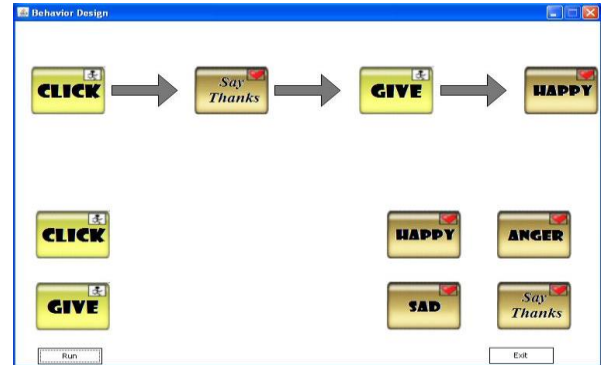 Behavior Design
CLICK
Say
Thanks
GIVE
HAPPY
CLICK
HAPPY
ANGER
GIVE
SAD
Say
Thanks
Run
Exit